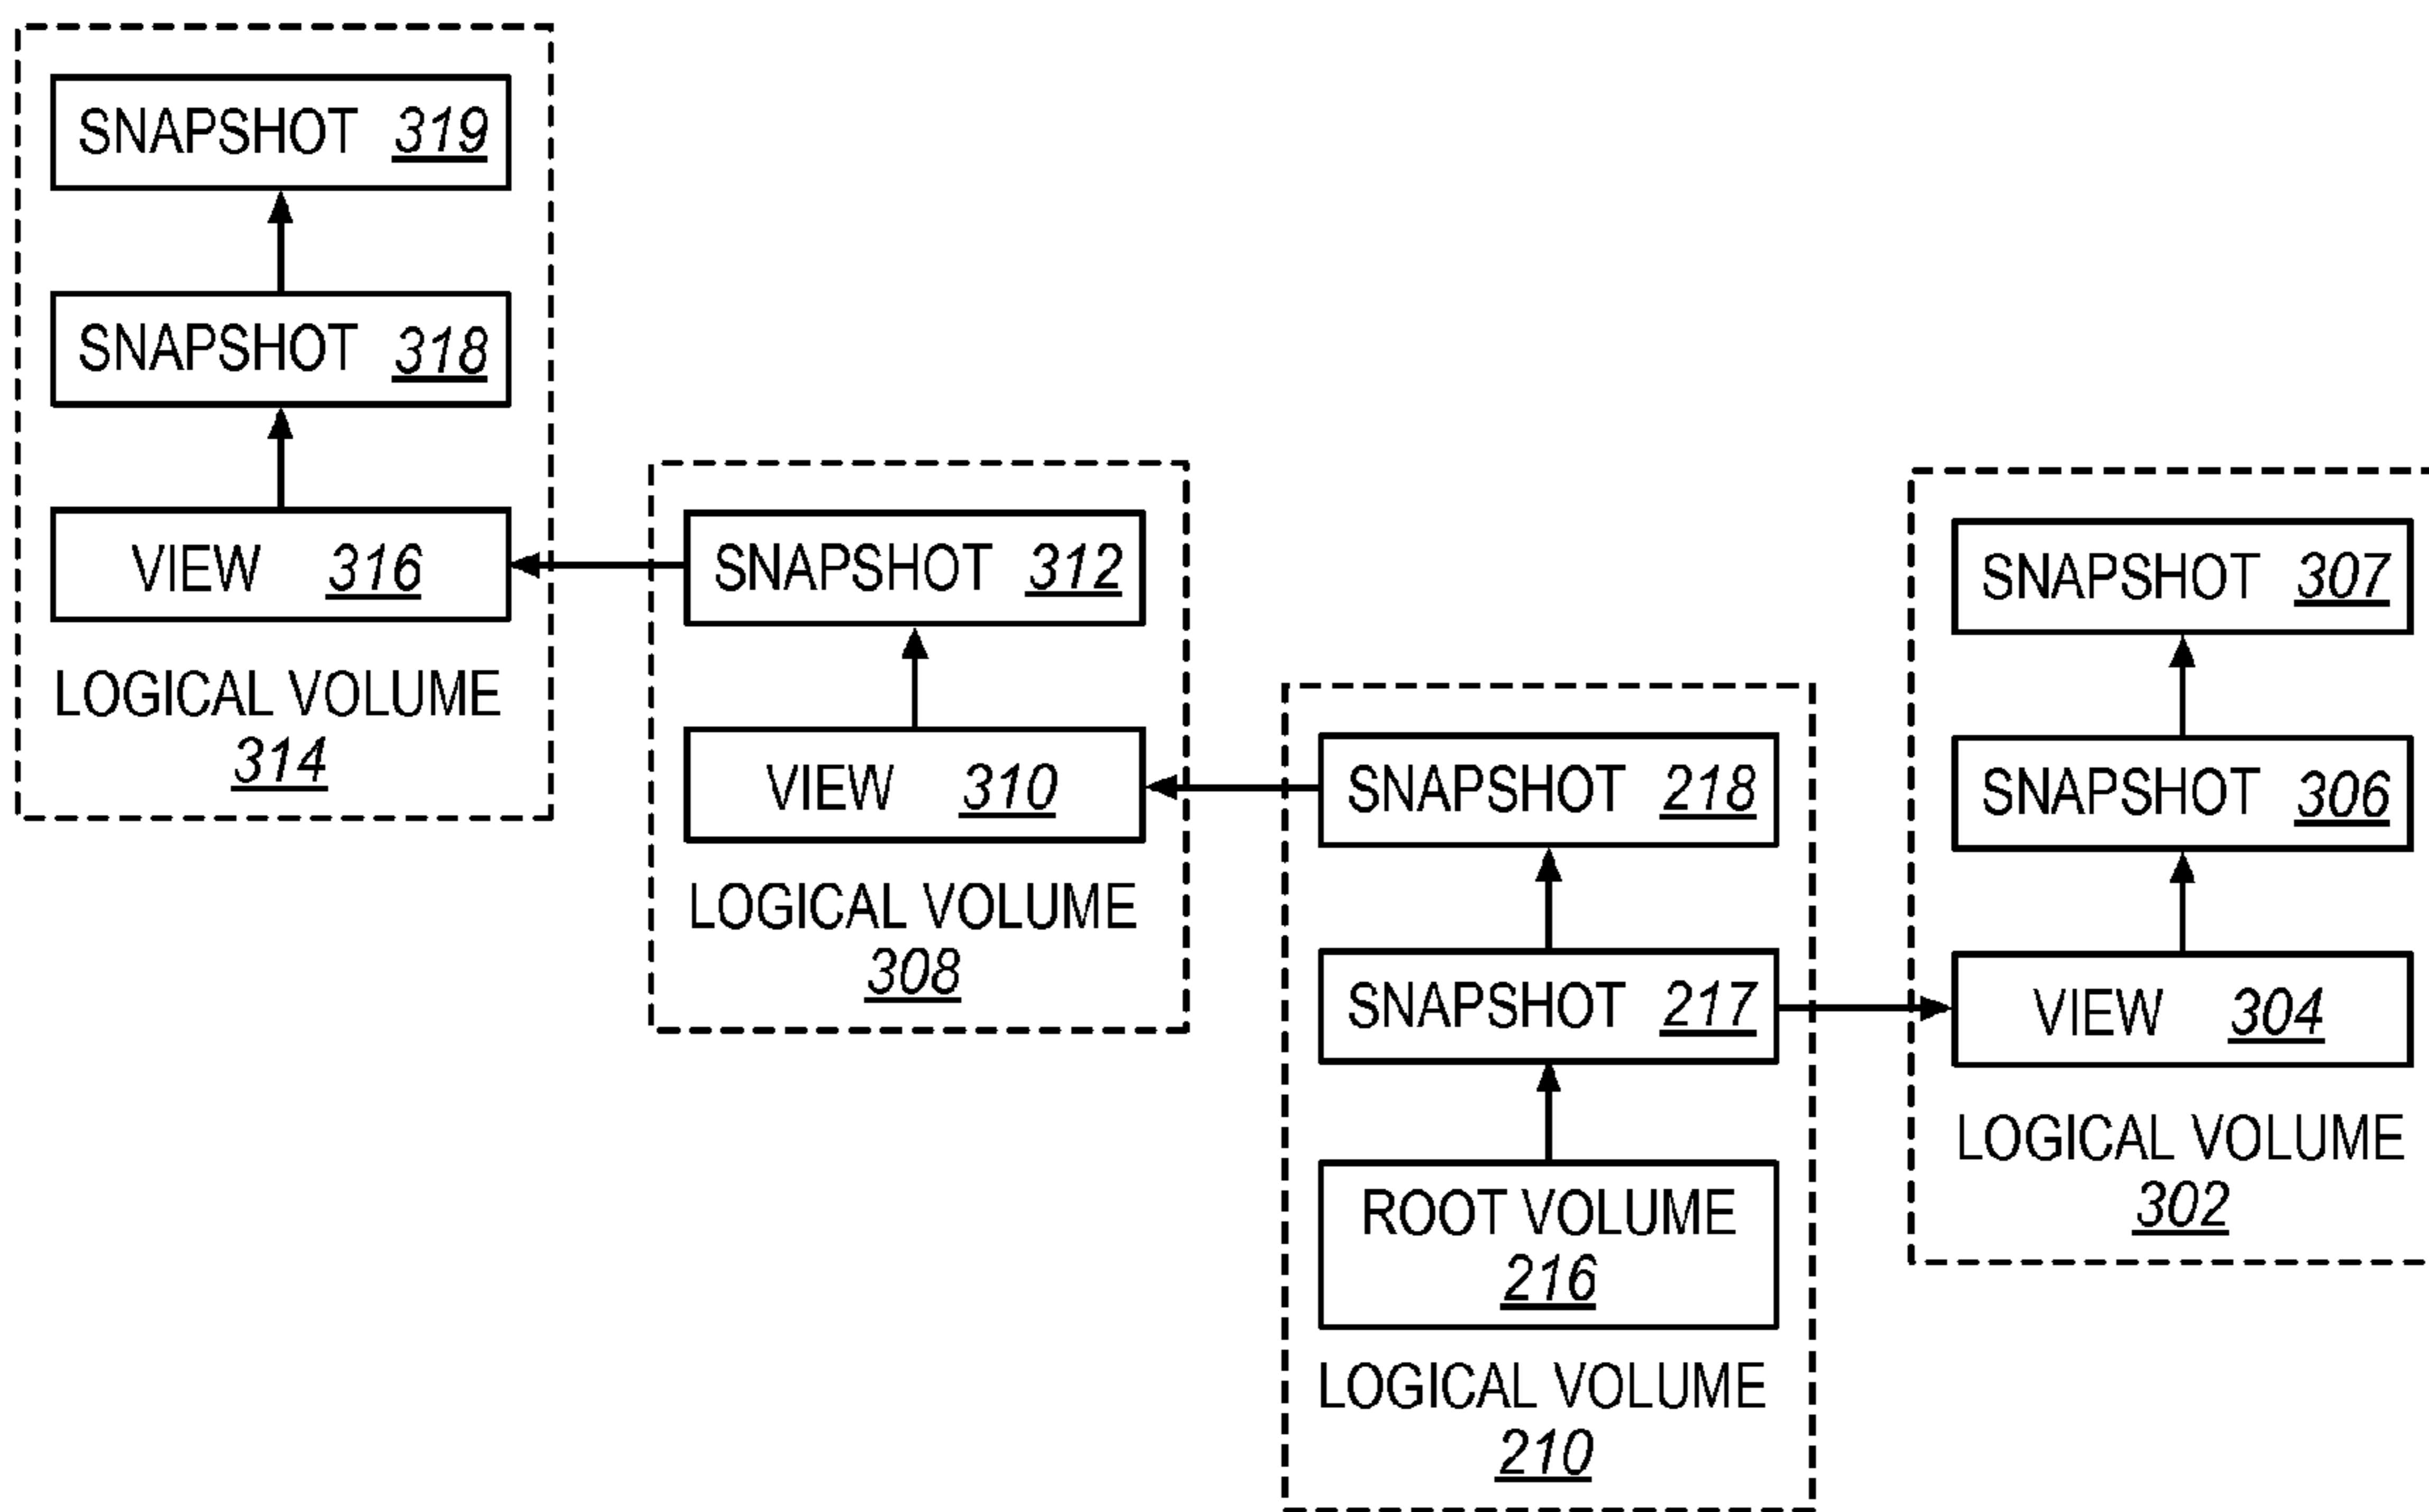 SNAPSHOT 319
SNAPSHOT 318
VIEW 316
LOGICAL VOLUME
314
SNAPSHOT 312
VIEW 310
LOGICAL VOLUME
308
SNAPSHOT 218
SNAPSHOT 217
ROOT VOLUME
216
LOGICAL VOLUME
210
SNAPSHOT 307
SNAPSHOT 306
VIEW 304
LOGICAL VOLUME
302